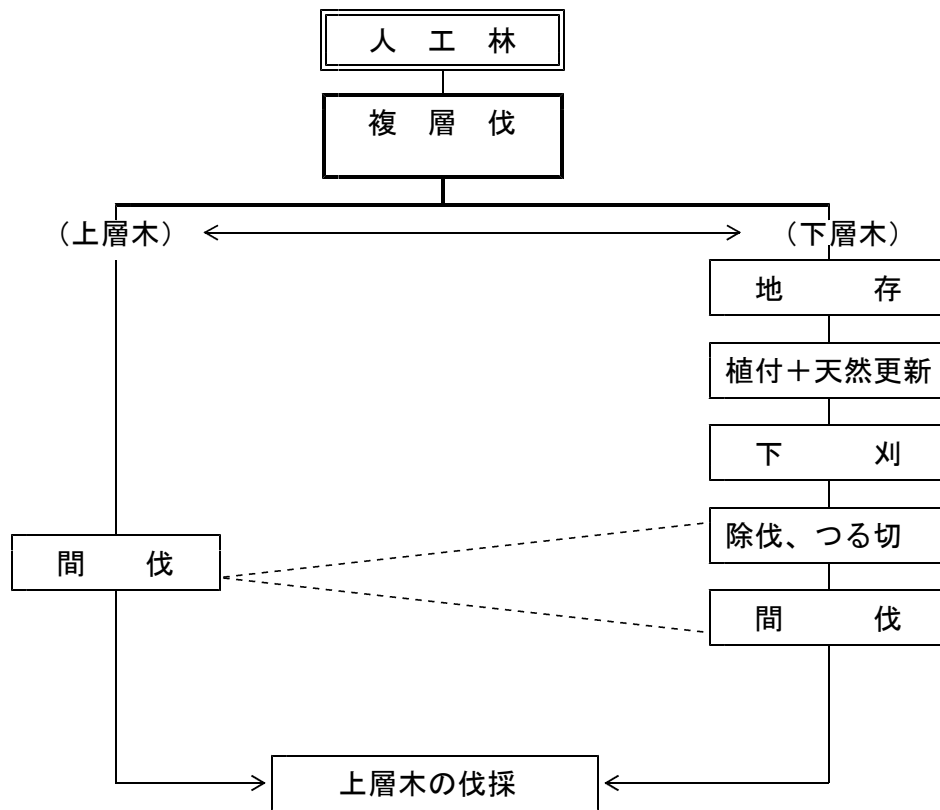 人工林
複層伐
（上層木）
（下層木）
地存
植付＋天然更新
下刈
除伐、つる切
間伐
間伐
上層木の伐採